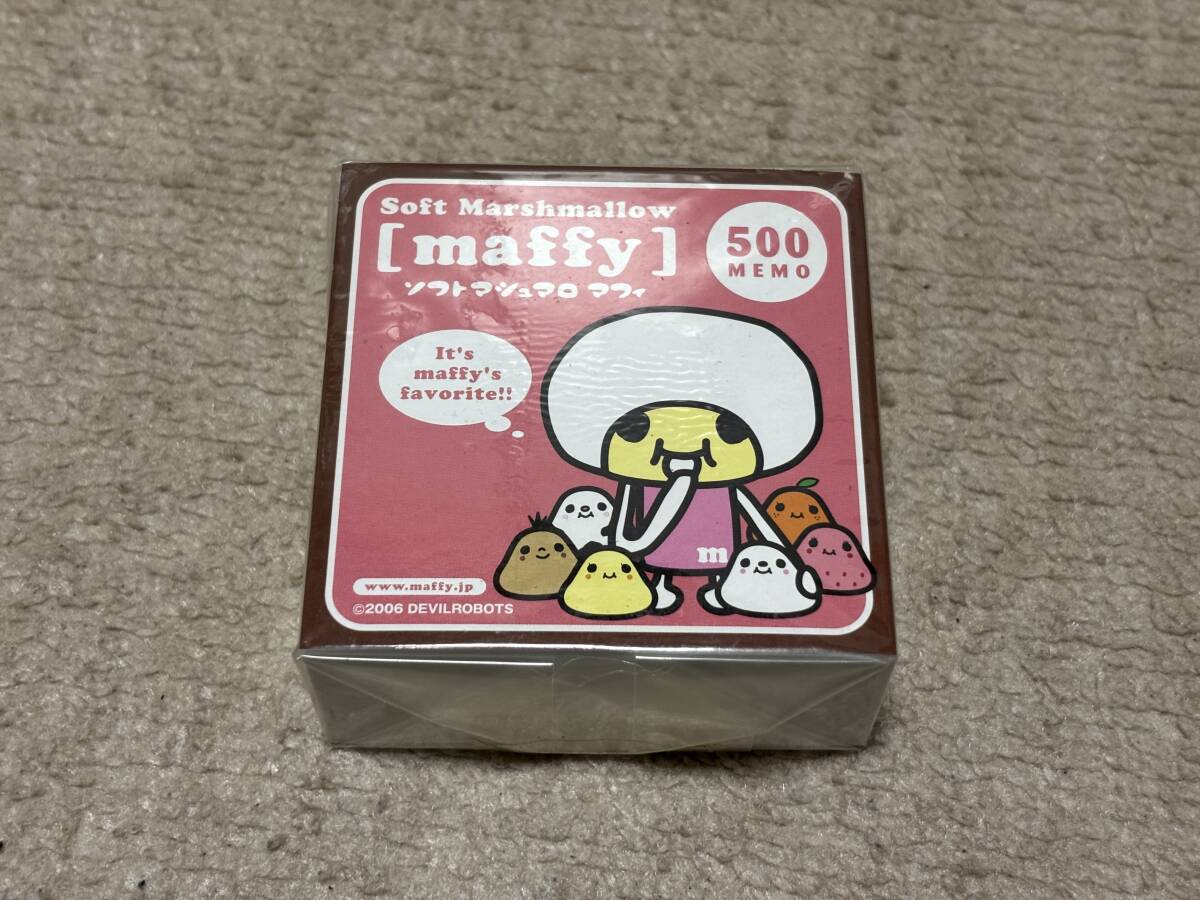 Soft Marshmallow
[maffy]
ソフトマシュマロ マフィ
500
MEMO
It's
maffy's
favorite!!
m
www.maffy.jp
©2006 DEVILROBOTS